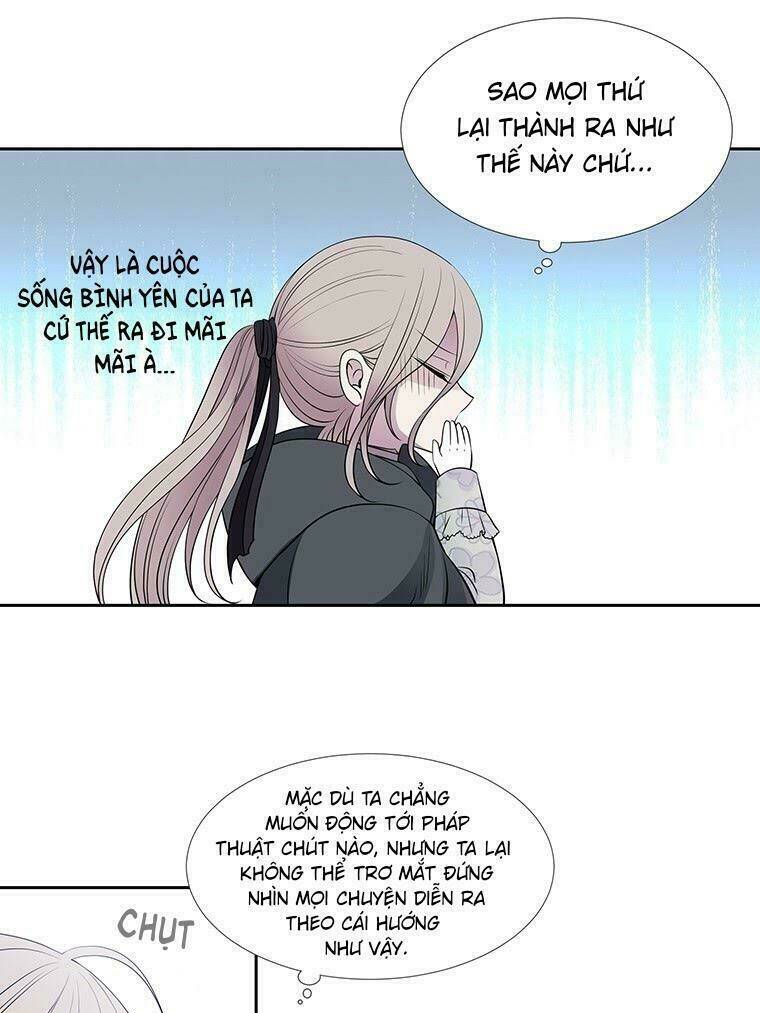 SAO MỌI THỨ
LẠI THÀNH RA NHƯ
THẾ NÀY CHỨ...
VẬY LÀ CUỘC
SỐNG BÌNH YÊN CỦA TA
CỨ THẾ RA ĐI MÃI
MÃI À...
MẶC DÙ TA CHẲNG
MUỐN ĐỘNG TỚI PHÁP
THUẬT CHÚT NÀO, NHƯNG TA LẠI
KHÔNG THỂ TRƠ MẮT ĐỨNG
NHÌN MỌI CHUYỆN DIỄN RA
THEO CÁI HƯỚNG
NHƯ VẬY.
CHỤT